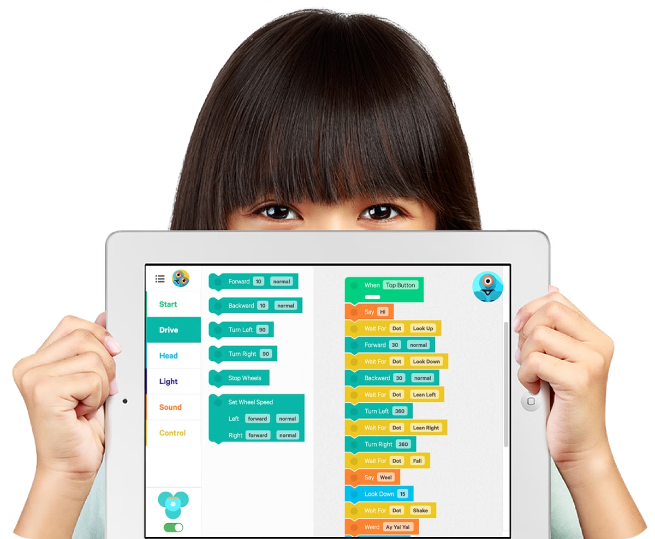 Start
Drive
Head
Light
Sound
Control
Forward 10 normal
Backward 10 normal
Turn Left 90
Turn Right 90
Stop Wheels
Set Wheel Speed
Left forward normal
Right forward normal
When Top Button
Say Hi
Wait For Dot Look Up
Forward 30 normal
Wait For Dot Look Down
Backward 30 normal
Wait For Dot Lean Left
Turn Left 360
Wait For Dot Lean Right
Turn Right 360
Wait For Dot Fall
Say Wee!
Look Down 15
Wait For Dot Shake
Weird Ay Yai Yai